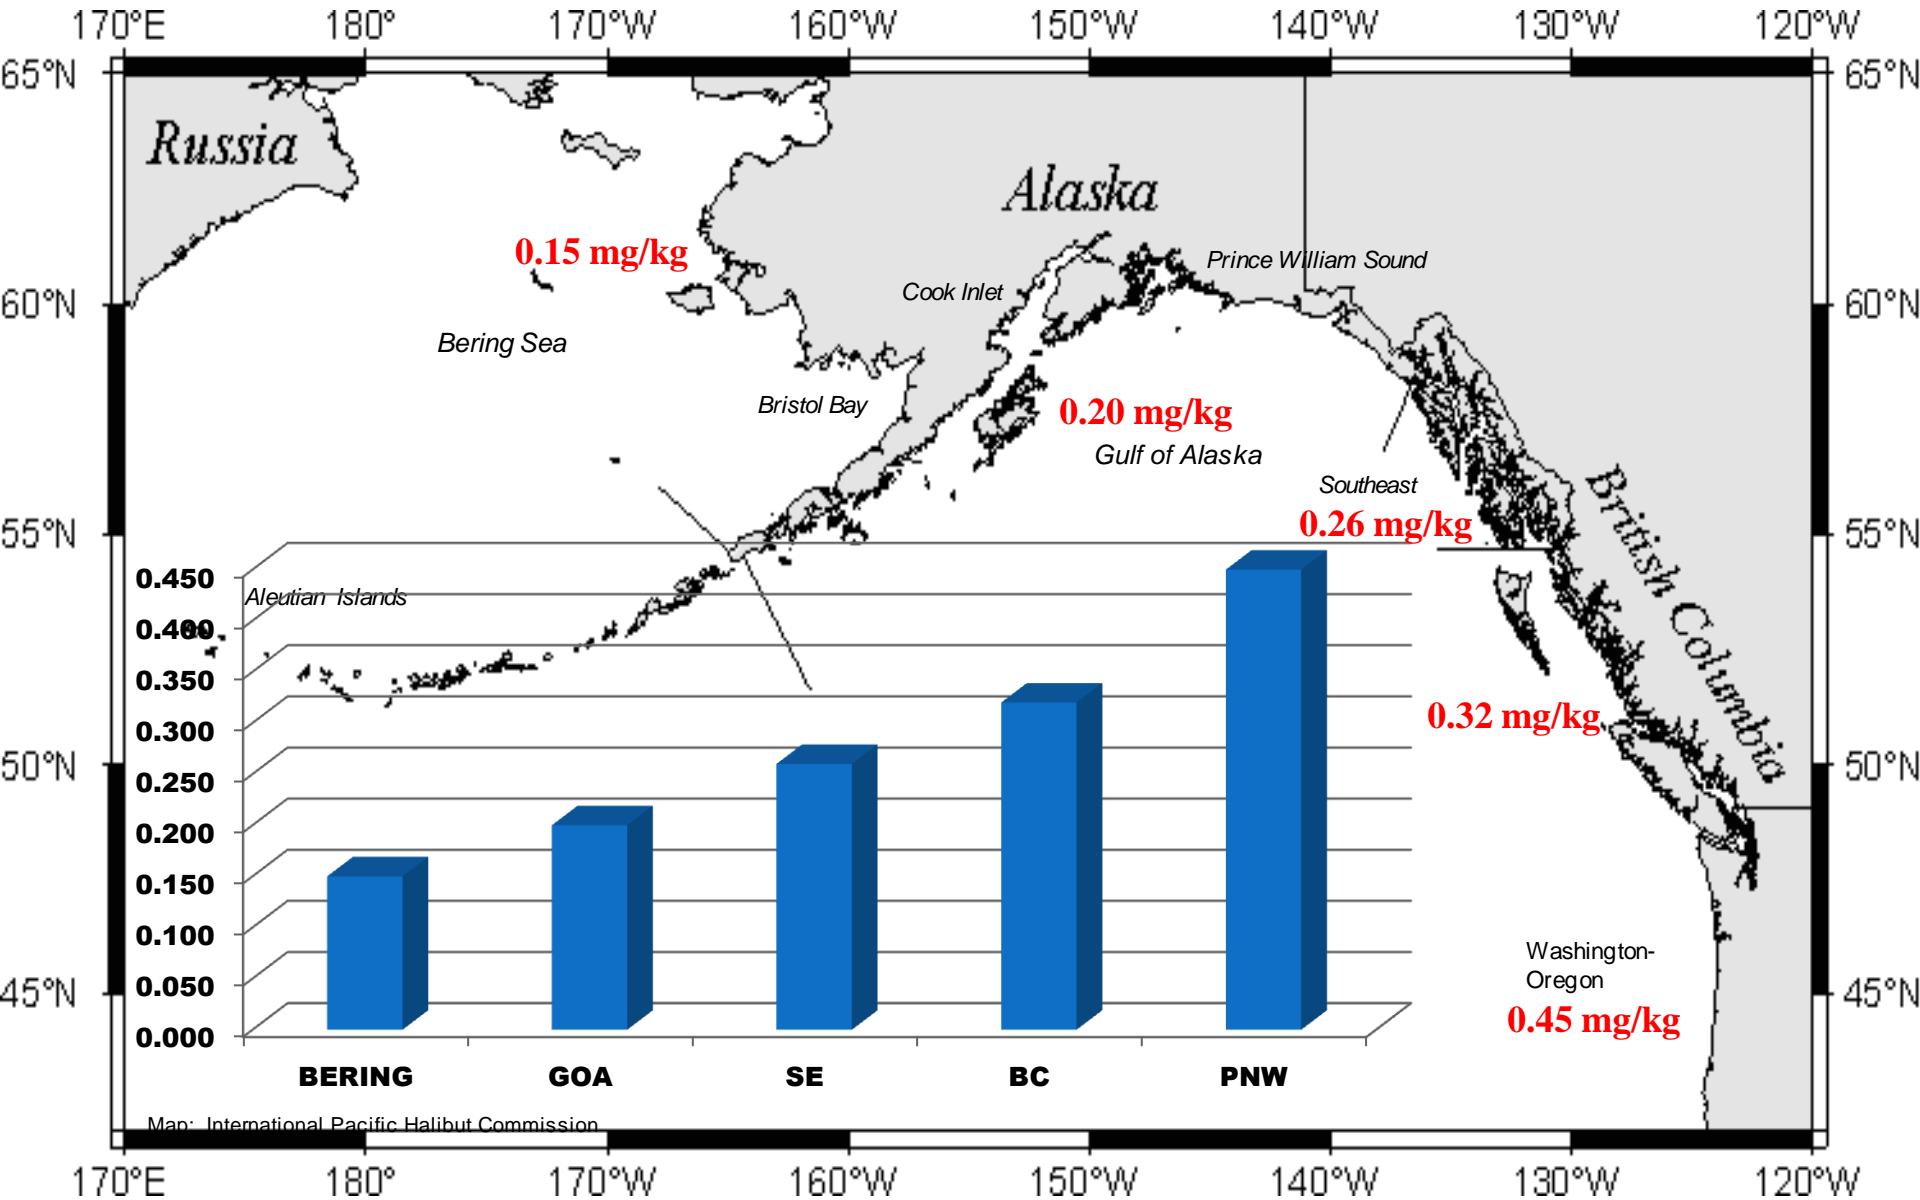 170°E 180° 170°W 160°W 150°W 140°W 130°W 120°W
65°N 65°N
Russia
Alaska
0.15 mg/kg
Prince William Sound
Cook Inlet
60°N 60°N
Bering Sea
Bristol Bay
0.20 mg/kg
Gulf of Alaska
Southeast
0.26 mg/kg
British Columbia
55°N 55°N
0.450
Aleutian Islands
0.400
0.350
0.300
0.32 mg/kg
50°N 50°N
0.250
0.200
0.150
0.100
Washington-
Oregon
0.050
45°N 45°N
0.45 mg/kg
0.000
BERING GOA SE BC PNW
Map: International Pacific Halibut Commission
170°E 180° 170°W 160°W 150°W 140°W 130°W 120°W